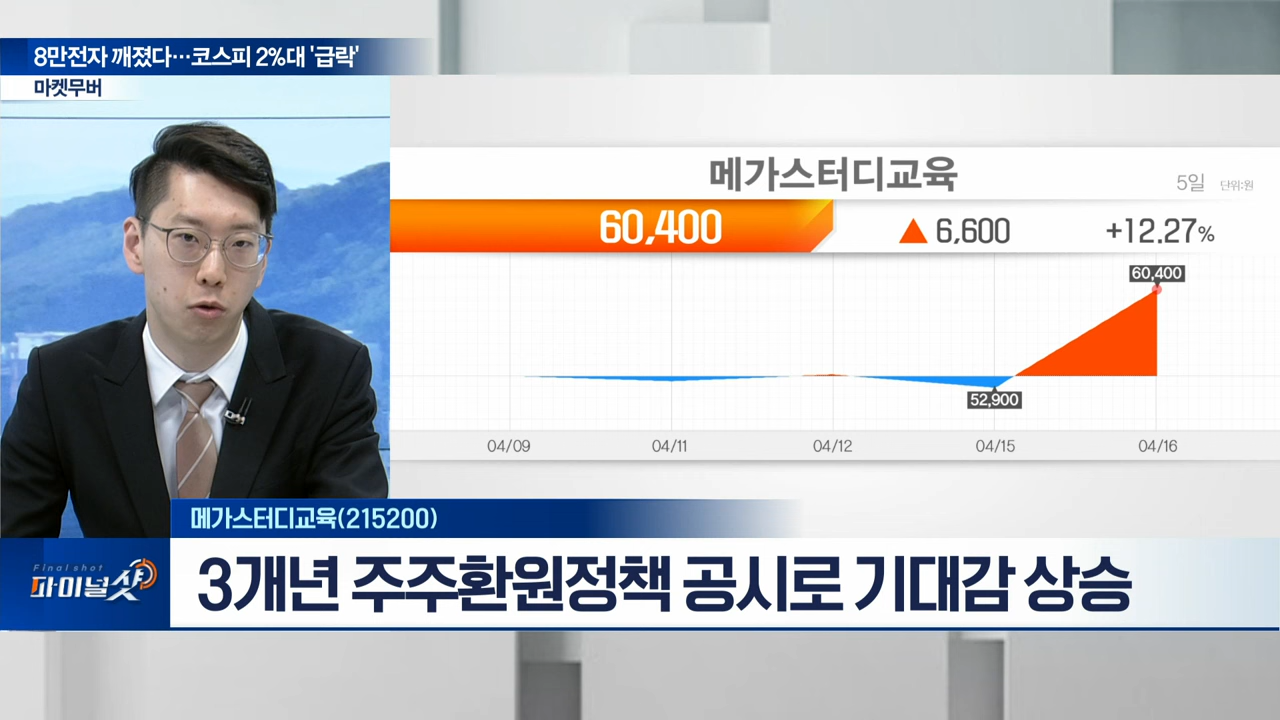 8만전자 깨졌다…코스피 2%대 '급락'
마켓무버
메가스터디교육
5일 단위:원
60,400 ▲ 6,600 +12.27%
60,400
52,900
04/09 04/11 04/12 04/15 04/16
메가스터디교육(215200)
Final shot
파이널샷
3개년 주주환원정책 공시로 기대감 상승